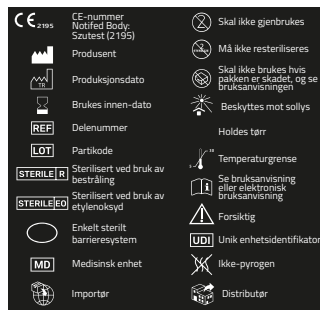 CE 2195
CE-nummer
Notifed Body:
Szutest (2195)
Produsent
TR
Produksjonsdato
Brukes innen-dato
REF
Delenummer
LOT
Partikode
STERILE R
Sterilisert ved bruk av
bestråling
STERILE EO
Sterilisert ved bruk av
etylenoksyd
Enkelt sterilt
barrieresystem
MD
Medisinsk enhet
Importør
2
Skal ikke gjenbrukes
Må ikke resteriliseres
Skal ikke brukes hvis
pakken er skadet, og se
bruksanvisningen
Beskyttes mot sollys
Holdes tørr
Temperaturgrense
Se bruksanvisning
eller elektronisk
bruksanvisning
Forsiktig
UDI
Unik enhetsidentifikator
Ikke-pyrogen
Distributør